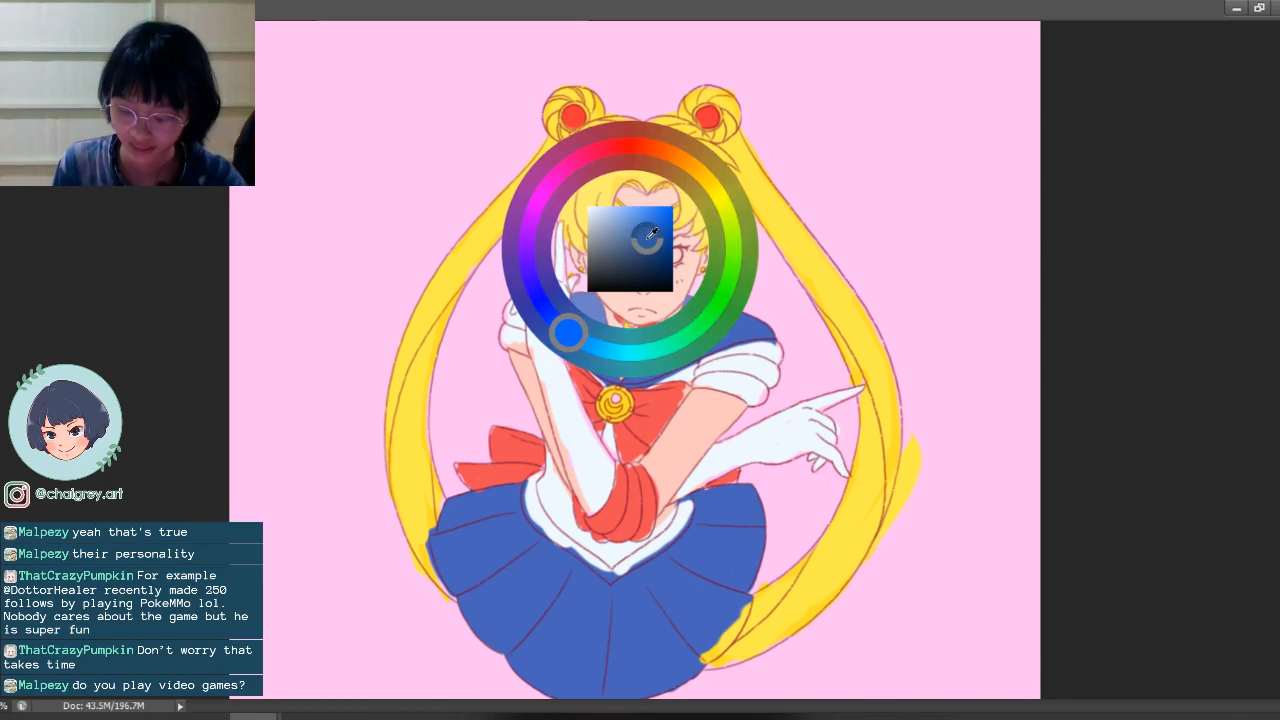 @chaigrey.art
Malpezy yeah that's true
Malpezy their personality
ThatCrazyPumpkin For example
@DottorHealer recently made 250
follows by playing PokeMMo lol.
Nobody cares about the game but he
is super fun
ThatCrazyPumpkin Don't worry that
takes time
Malpezy do you play video games?
% Doc: 43.5M/196.7M